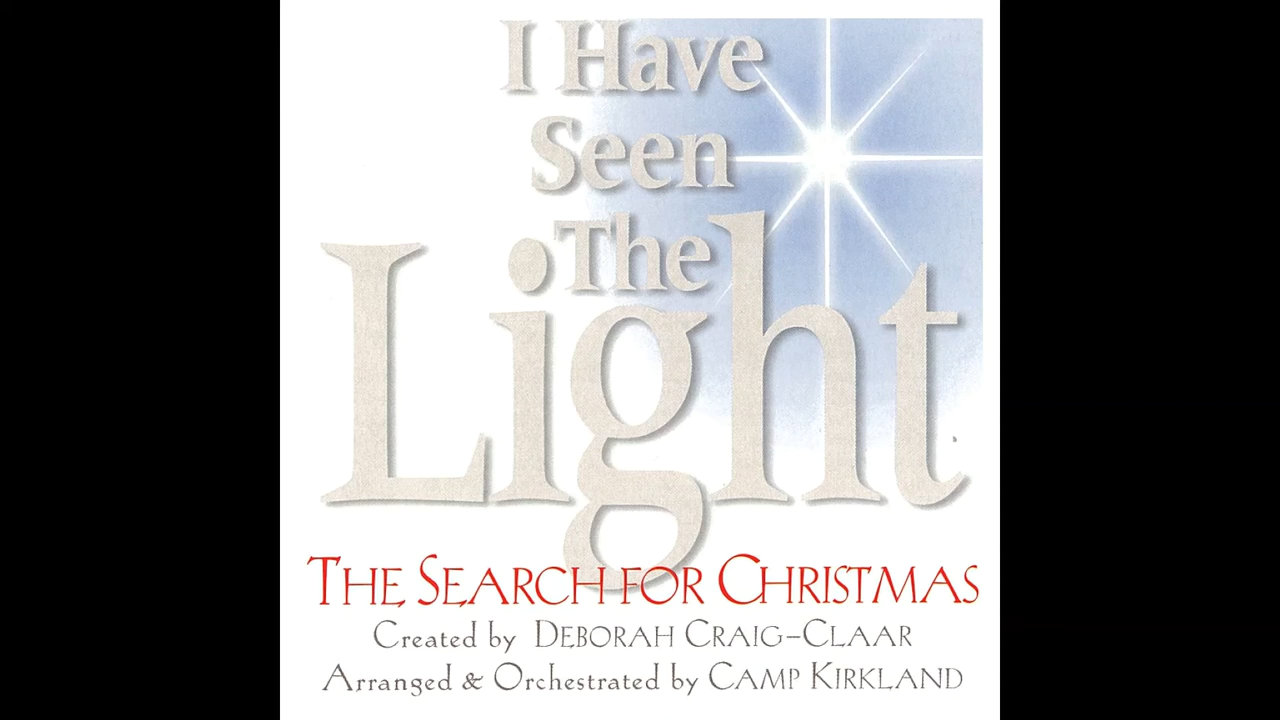 I Have
Seen
The
Light
THE SEARCH FOR CHRISTMAS
Created by DEBORAH CRAIG-CLAAR
Arranged & Orchestrated by CAMP KIRKLAND